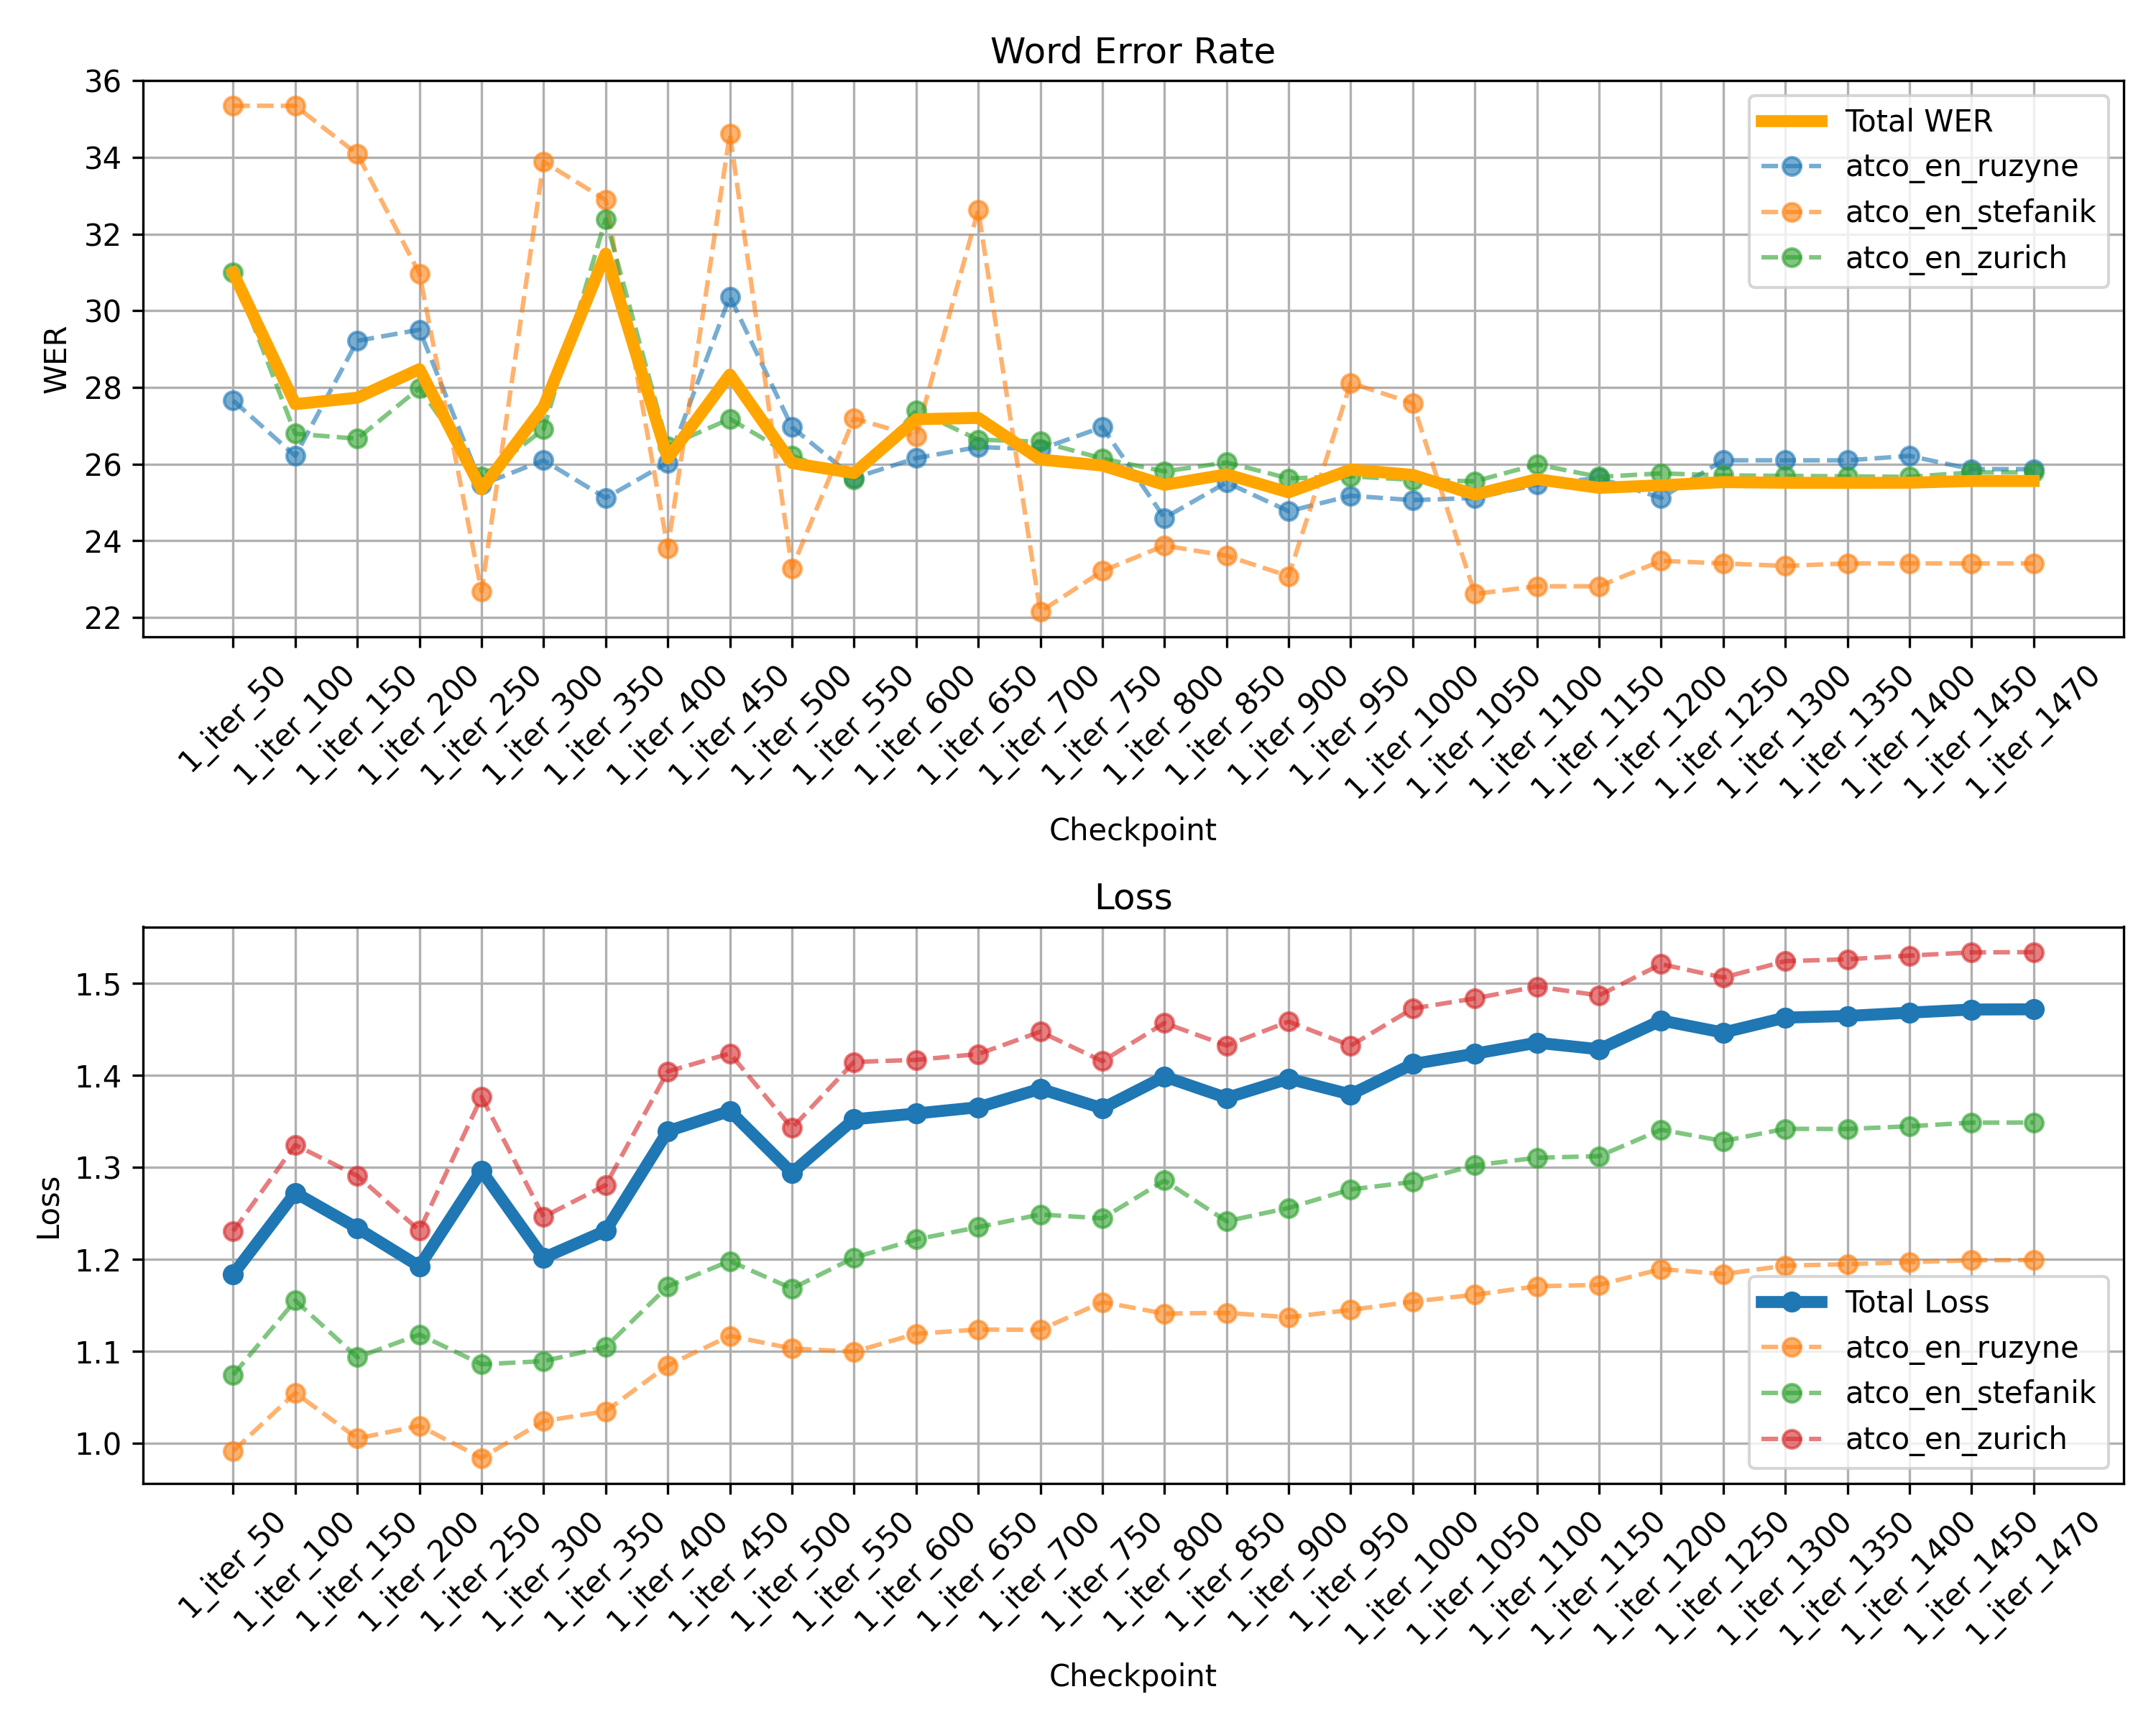 Word Error Rate
WER
36
34
32
30
28
26
24
22
Total WER
atco_en_ruzyne
atco_en_stefanik
atco_en_zurich
1_iter_50
1_iter_100
1_iter_150
1_iter_200
1_iter_250
1_iter_300
1_iter_350
1_iter_400
1_iter_450
1_iter_500
1_iter_550
1_iter_600
1_iter_650
1_iter_700
1_iter_750
1_iter_800
1_iter_850
1_iter_900
1_iter_950
1_iter_1000
1_iter_1050
1_iter_1100
1_iter_1150
1_iter_1200
1_iter_1250
1_iter_1300
1_iter_1350
1_iter_1400
1_iter_1450
1_iter_1470
Checkpoint
Loss
Loss
1.5
1.4
1.3
1.2
1.1
1.0
Total Loss
atco_en_ruzyne
atco_en_stefanik
atco_en_zurich
1_iter_50
1_iter_100
1_iter_150
1_iter_200
1_iter_250
1_iter_300
1_iter_350
1_iter_400
1_iter_450
1_iter_500
1_iter_550
1_iter_600
1_iter_650
1_iter_700
1_iter_750
1_iter_800
1_iter_850
1_iter_900
1_iter_950
1_iter_1000
1_iter_1050
1_iter_1100
1_iter_1150
1_iter_1200
1_iter_1250
1_iter_1300
1_iter_1350
1_iter_1400
1_iter_1450
1_iter_1470
Checkpoint